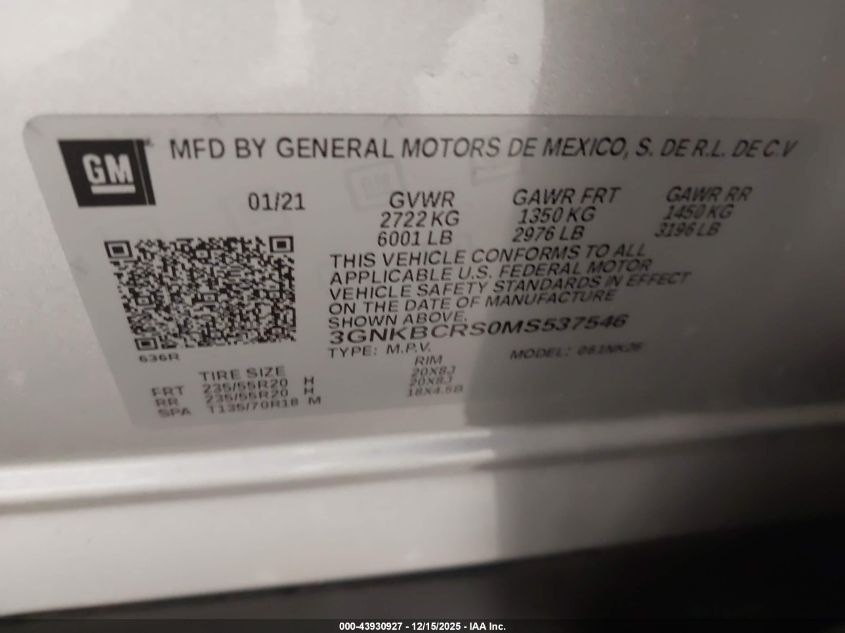 GM
MFD BY GENERAL MOTORS DE MEXICO, S. DE R.L. DE C.V
01/21
GVWR
2722 KG
6001 LB
GAWR FRT
1350 KG
2976 LB
GAWR RR
1450 KG
3196 LB
THIS VEHICLE CONFORMS TO ALL
APPLICABLE U.S. FEDERAL MOTOR
VEHICLE SAFETY STANDARDS IN EFFECT
ON THE DATE OF MANUFACTURE
SHOWN ABOVE.
3GNKBCRS0MS537546
TYPE: M.P.V.
MODEL: 061NK26
636R
TIRE SIZE
RIM
FRT 235/55R20 H 20X8J
RR 235/55R20 H 20X8J
SPA T135/70R18 M 18X4.5B
000-43930927 - 12/15/2025 - IAA Inc.